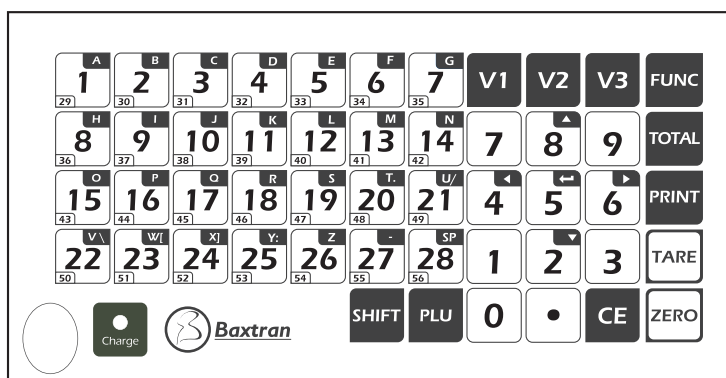 A B C D E F G
1 2 3 4 5 6 7 V1 V2 V3 FUNC
29 30 31 32 33 34 35
H I J K L M N
8 9 10 11 12 13 14 7 8 9 TOTAL
36 37 38 39 40 41 42
O P Q R S T. U/
15 16 17 18 19 20 21 4 5 6 PRINT
43 44 45 46 47 48 49
V \ W[ X] Y: Z - SP
22 23 24 25 26 27 28 1 2 3 TARE
50 51 52 53 54 55 56
SHIFT PLU 0 • CE ZERO
Charge Baxtran